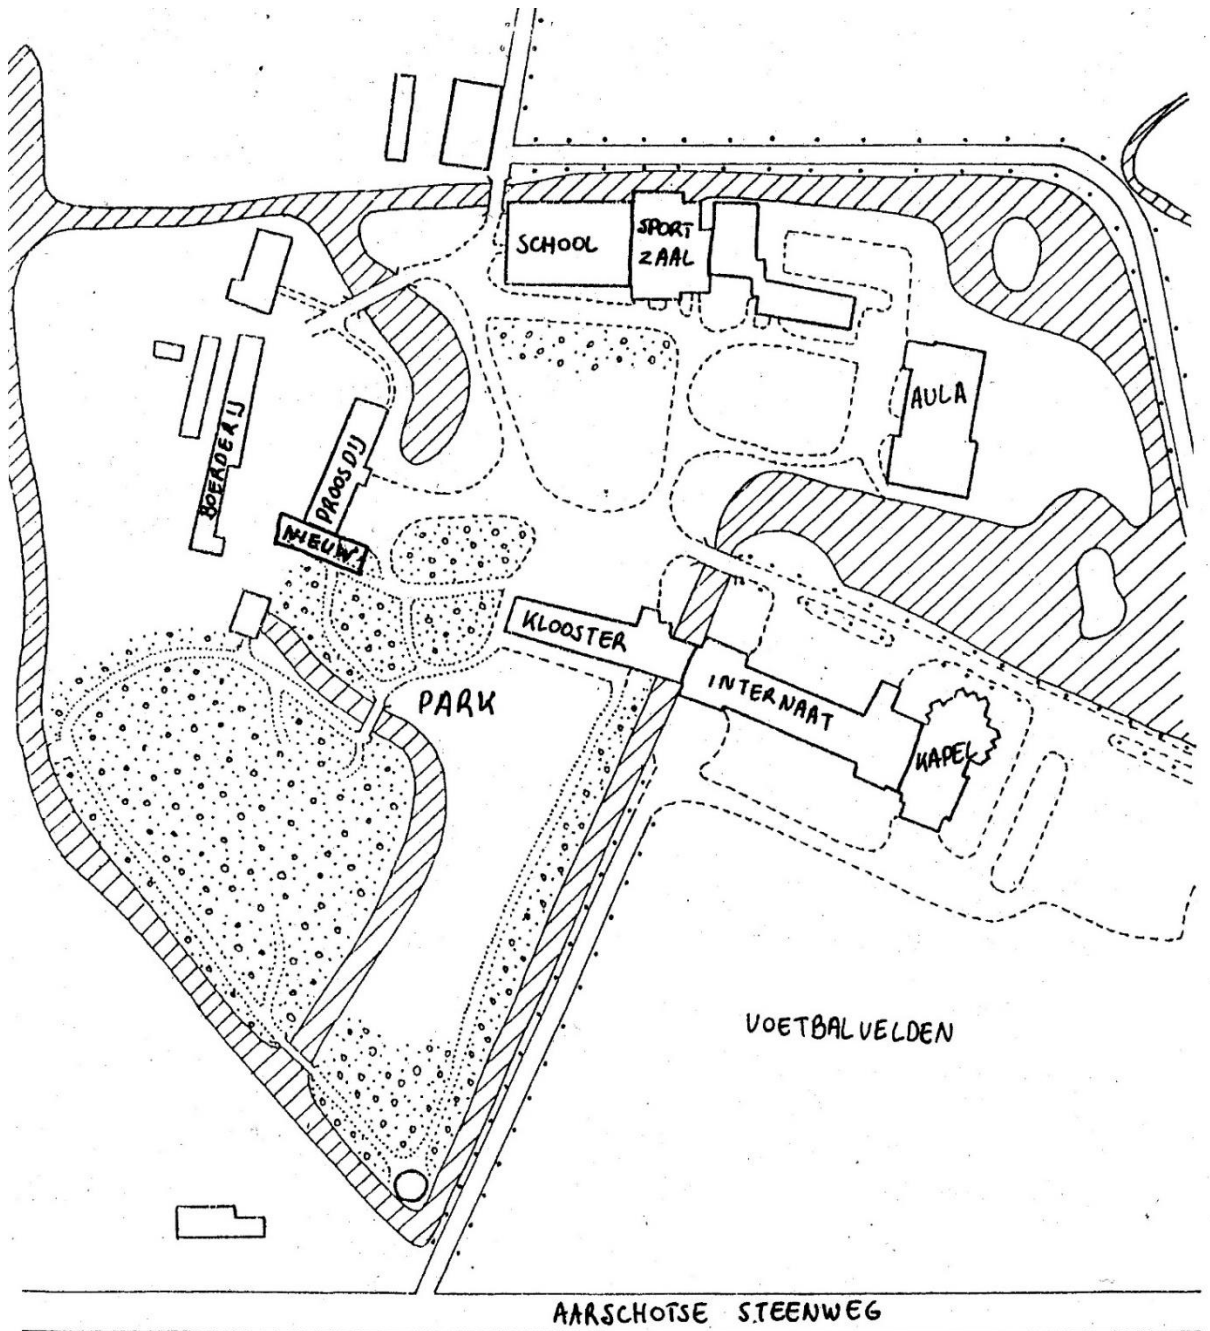 SCHOOL
SPORT
ZAAL
AULA
BOERDERIJ
PROOSDIJ
NIEUW
KLOOSTER
PARK
INTERNAAT
KAPEL
VOETBALVELDEN
AARSCHOTSE STEENWEG